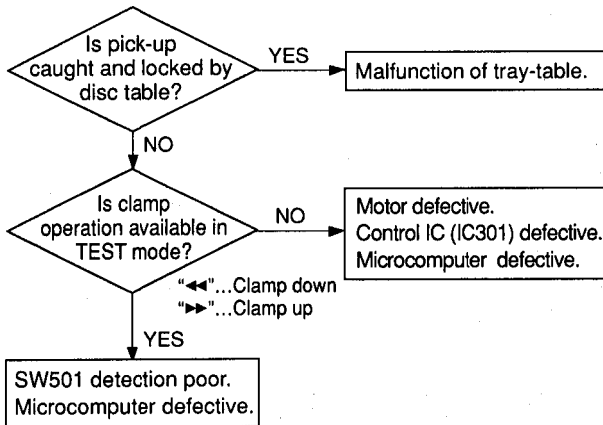 Is pick-up
caught and locked by
disc table?
YES
Malfunction of tray-table.
NO
Is clamp
operation available in
TEST mode?
NO
Motor defective.
Control IC (IC301) defective.
Microcomputer defective.
"◀◀"...Clamp down
"▶▶"...Clamp up
YES
SW501 detection poor.
Microcomputer defective.